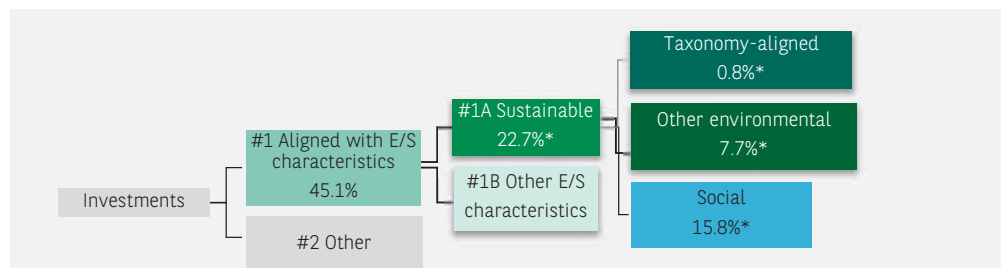 Taxonomy-aligned
0.8%*
#1A Sustainable
22.7%*
Other environmental
7.7%*
#1 Aligned with E/S
characteristics
45.1%
#1B Other E/S
characteristics
Investments
Social
15.8%*
#2 Other